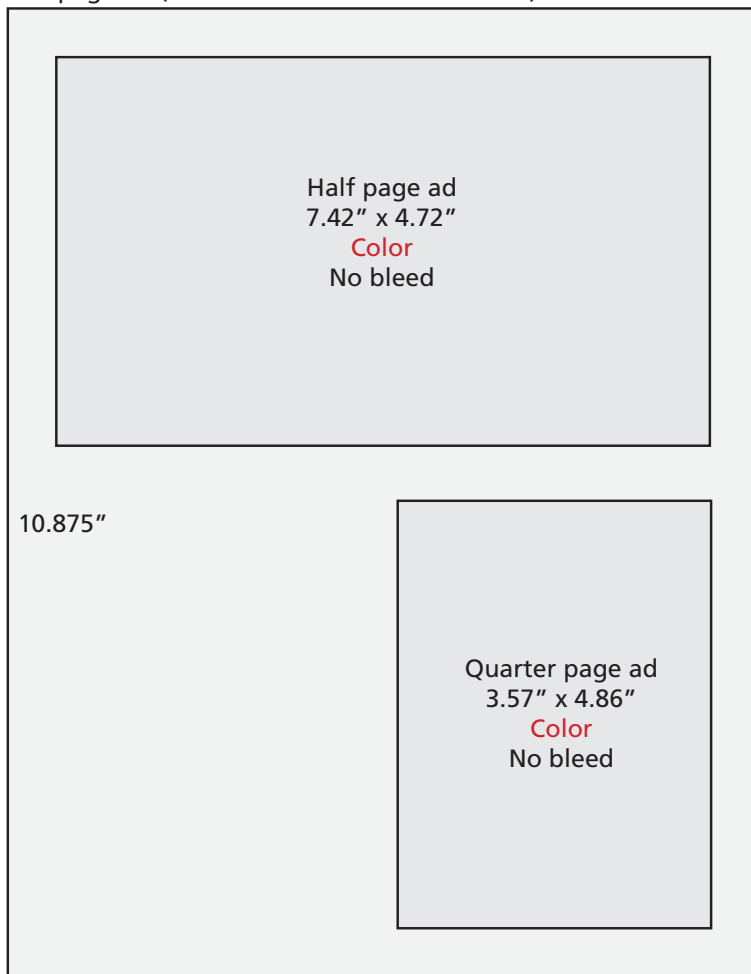 Half page ad
7.42” x 4.72”
Color
No bleed
10.875”
Quarter page ad
3.57” x 4.86”
Color
No bleed